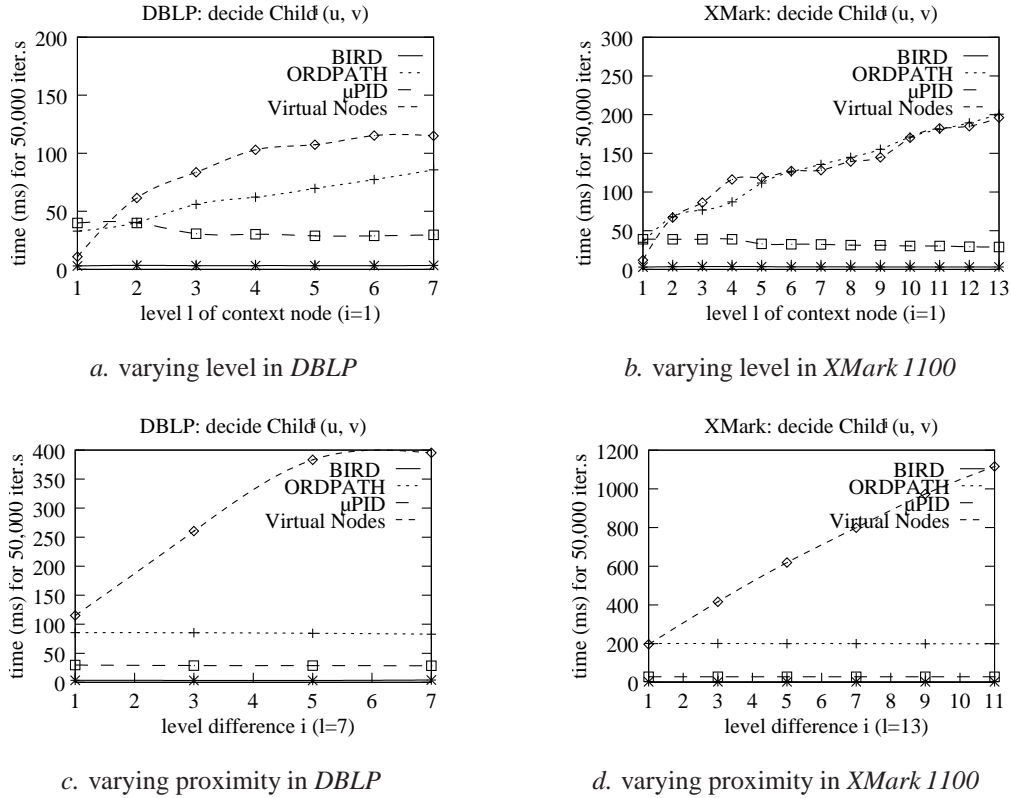 DBLP: decide Childⁱ (u, v)
time (ms) for 50,000 iter.s
200
150
100
50
0
BIRD
ORDPATH
µPID
Virtual Nodes
1 2 3 4 5 6 7
level l of context node (i=1)
a. varying level in DBLP
XMark: decide Childⁱ (u, v)
time (ms) for 50,000 iter.s
300
250
200
150
100
50
0
BIRD
ORDPATH
µPID
Virtual Nodes
1 2 3 4 5 6 7 8 9 10 11 12 13
level l of context node (i=1)
b. varying level in XMark 1100
DBLP: decide Childⁱ (u, v)
time (ms) for 50,000 iter.s
400
350
300
250
200
150
100
50
0
BIRD
ORDPATH
µPID
Virtual Nodes
1 2 3 4 5 6 7
level difference i (l=7)
c. varying proximity in DBLP
XMark: decide Childⁱ (u, v)
time (ms) for 50,000 iter.s
1200
1000
800
600
400
200
0
BIRD
ORDPATH
µPID
Virtual Nodes
1 2 3 4 5 6 7 8 9 10 11
level difference i (l=13)
d. varying proximity in XMark 1100